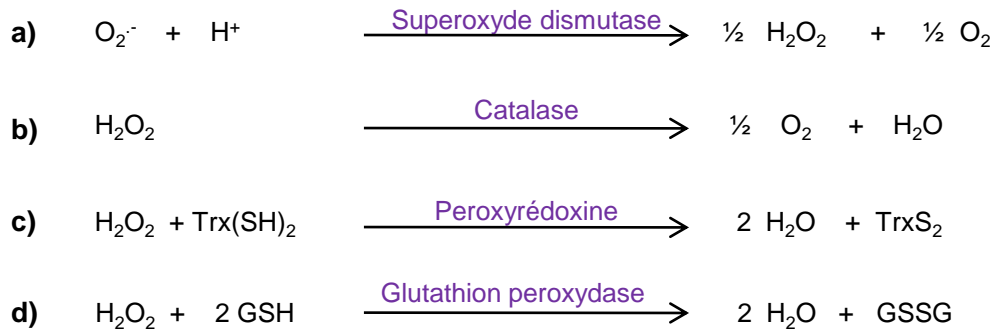 Superoxyde dismutase
a) O₂·⁻ + H⁺ ½ H₂O₂ + ½ O₂
Catalase
b) H₂O₂ ½ O₂ + H₂O
Peroxyrédoxine
c) H₂O₂ + Trx(SH)₂ 2 H₂O + TrxS₂
Glutathion peroxydase
d) H₂O₂ + 2 GSH 2 H₂O + GSSG